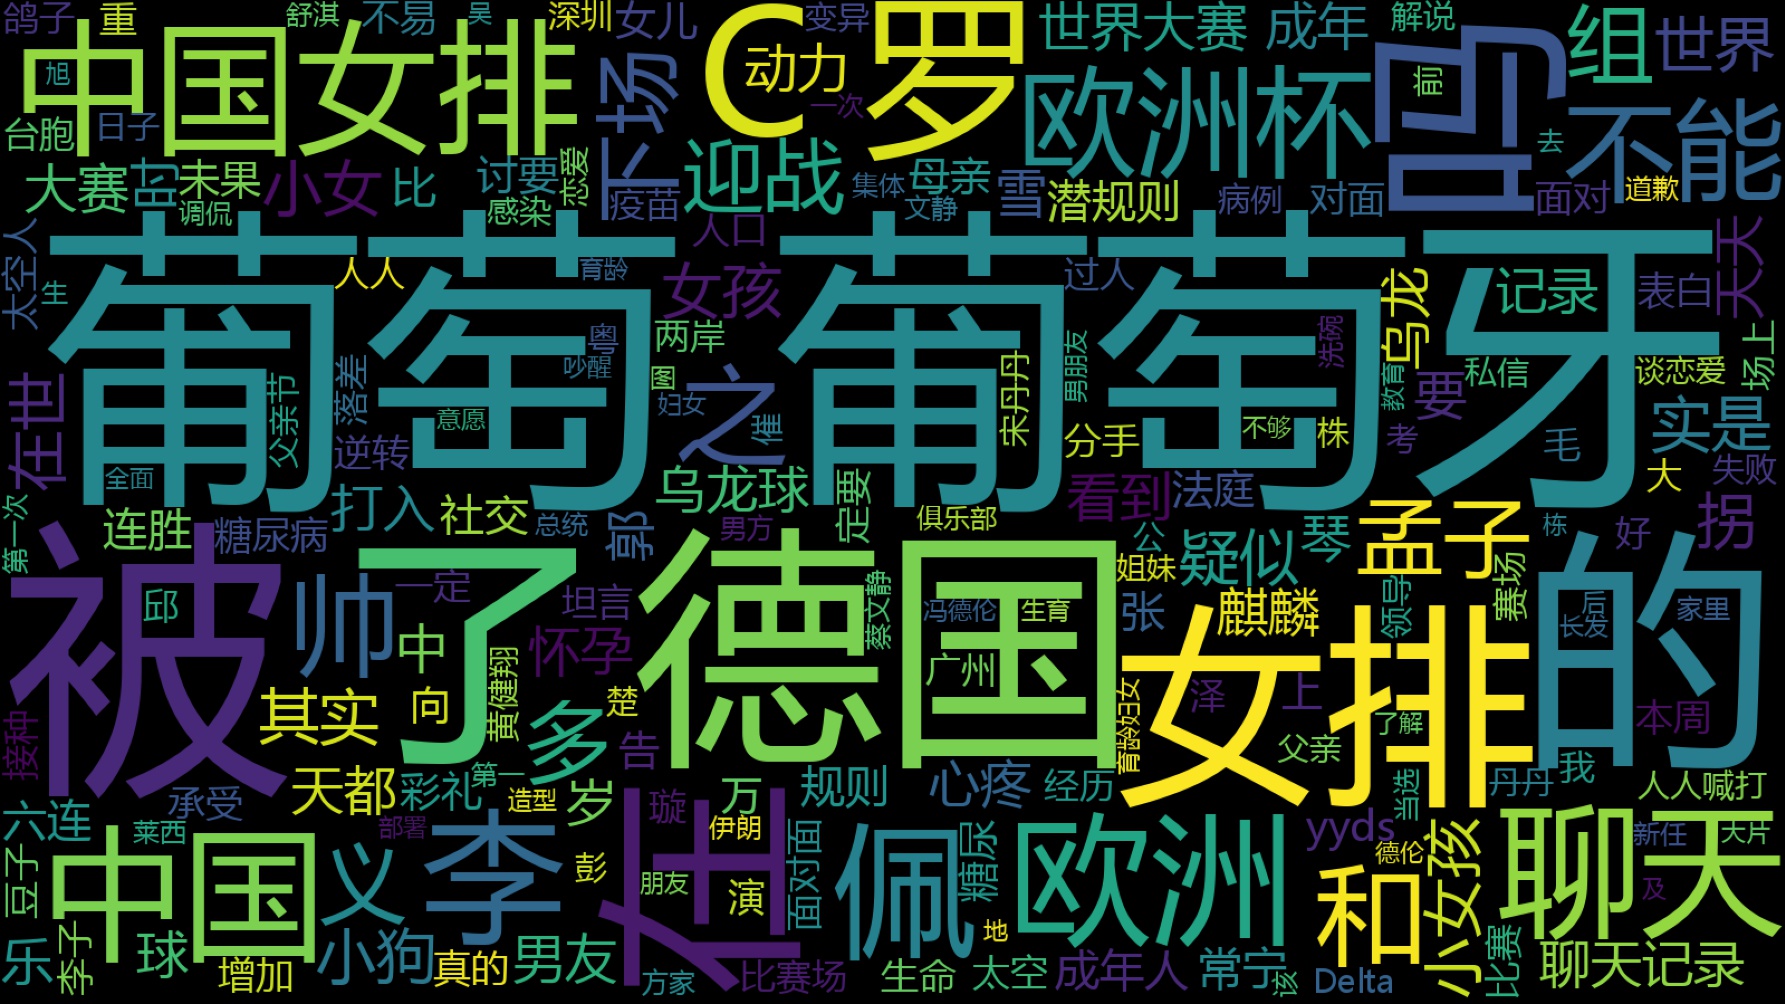 鸽子
重
舒淇
不易
吴
深圳
女儿
变异
世界大赛
成年
解说
组
世界
中国女排
旭
C罗
动力
一次
下场
欧洲杯
前
吗
不能
台胞
日子
大赛
时
未果
小女
比
讨要
恋爱
迎战
集体
母亲
雪
潜规则
病例
对面
面对
道歉
去
调侃
感染
疫苗
文静
太空人
生
人人
人口
育龄
女孩
过人
乌龙
记录
表白
天天
葡萄葡萄牙
粤
两岸
吵醒
图
妇女
之
催
宋丹丹
男朋友
洗碗
教育
要
私信
谈恋爱
场上
在世
父亲节
落差
意愿
逆转
全面
分手
不够
株
考
毛
实是
大
失败
第一次
连胜
糖尿病
打入
社交
总统
郭
乌龙球
男方
定要
俱乐部
看到
法庭
公
姐妹
疑似
琴
孟子
赛场
栋
好
拐
被
了
德国
女排
的
邱
帅
一定
中
坦言
怀孕
蔡文静
冯德伦
生育
广州
张
麒麟
领导
后
长发
家里
接种
其实
向
黄健翔
多
楚
告
育龄妇女
泽
上
父亲
了解
本周
天都
彩礼
第一
造型
岁
万
规则
心疼
经历
当选
丹丹
我
人人喊打
承受
六连
莱西
部署
璇
伊朗
yyds
德伦
新任
天片
豆子
中国
义
李
彭
在
朋友
演
面对面
佩
糖尿
欧洲
和
小女孩
聊天
及
乐
李子
球
增加
小狗
真的
男友
方家
比赛场
生命
地
太空
成年人
常宁
该
Delta
比赛
聊天记录